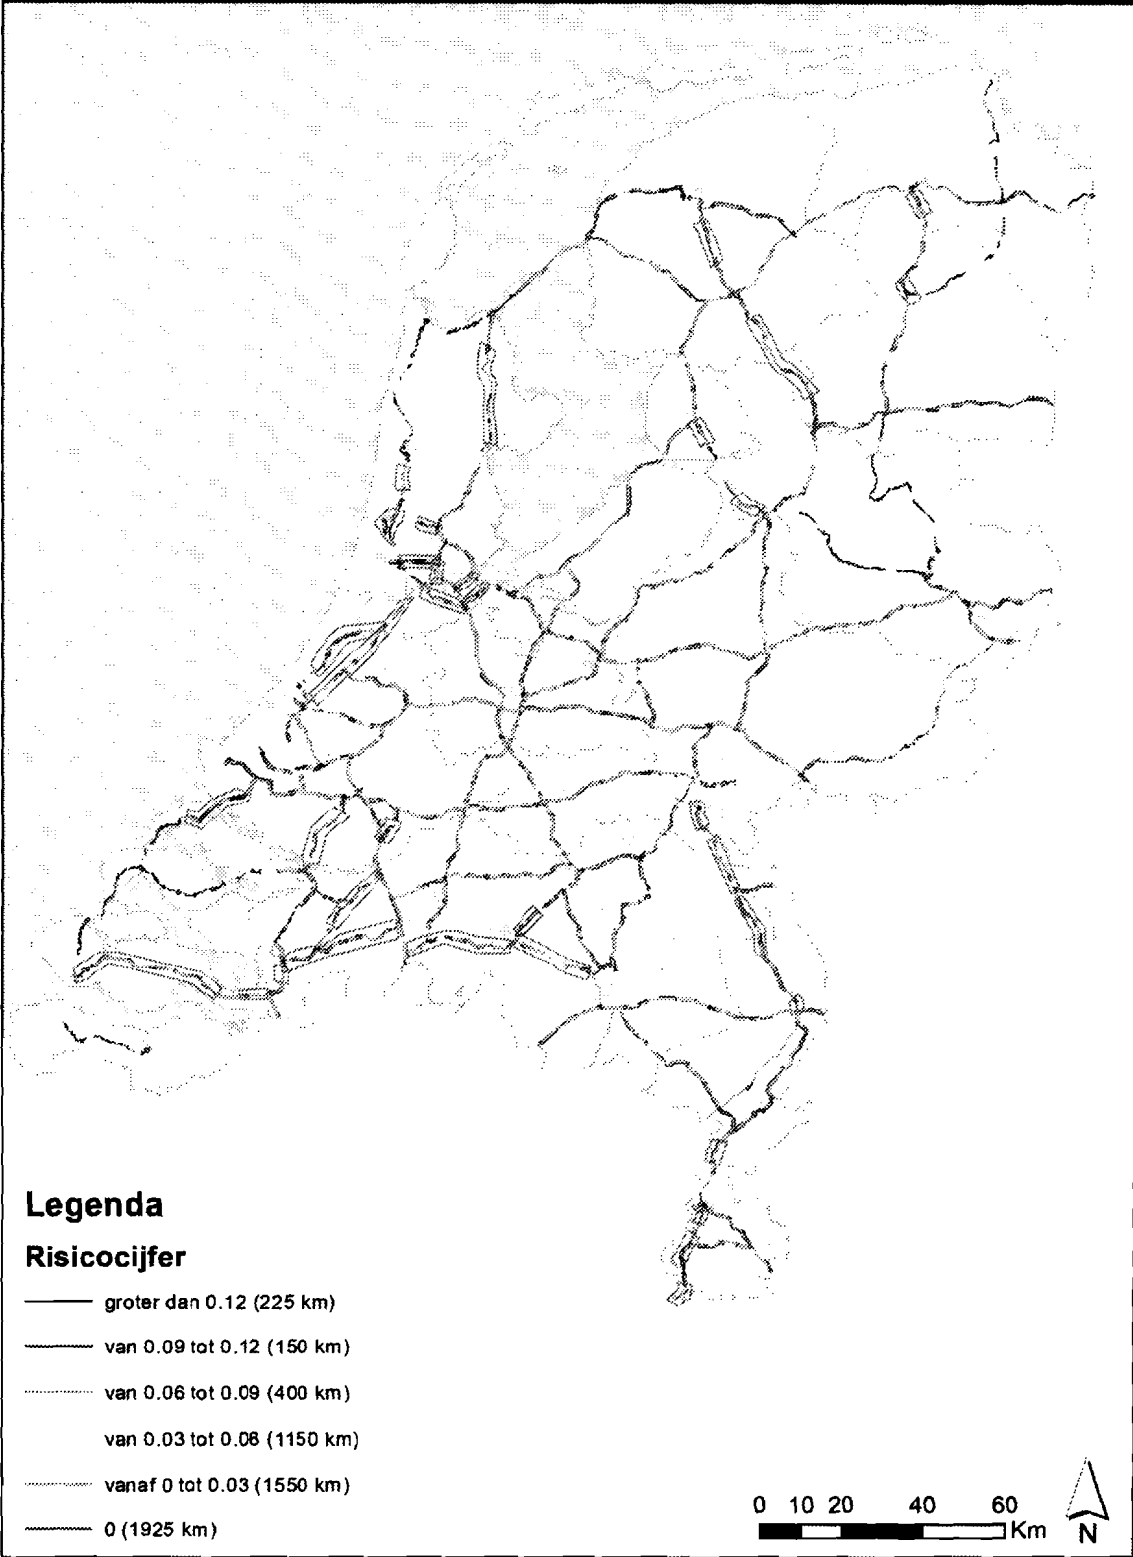 Legenda
Risicocijfer
groter dan 0.12 (225 km)
van 0.09 tot 0.12 (150 km)
van 0.06 tot 0.09 (400 km)
van 0.03 tot 0.06 (1150 km)
vanaf 0 tot 0.03 (1550 km)
0 (1925 km)
0 10 20 40 60
Km
N